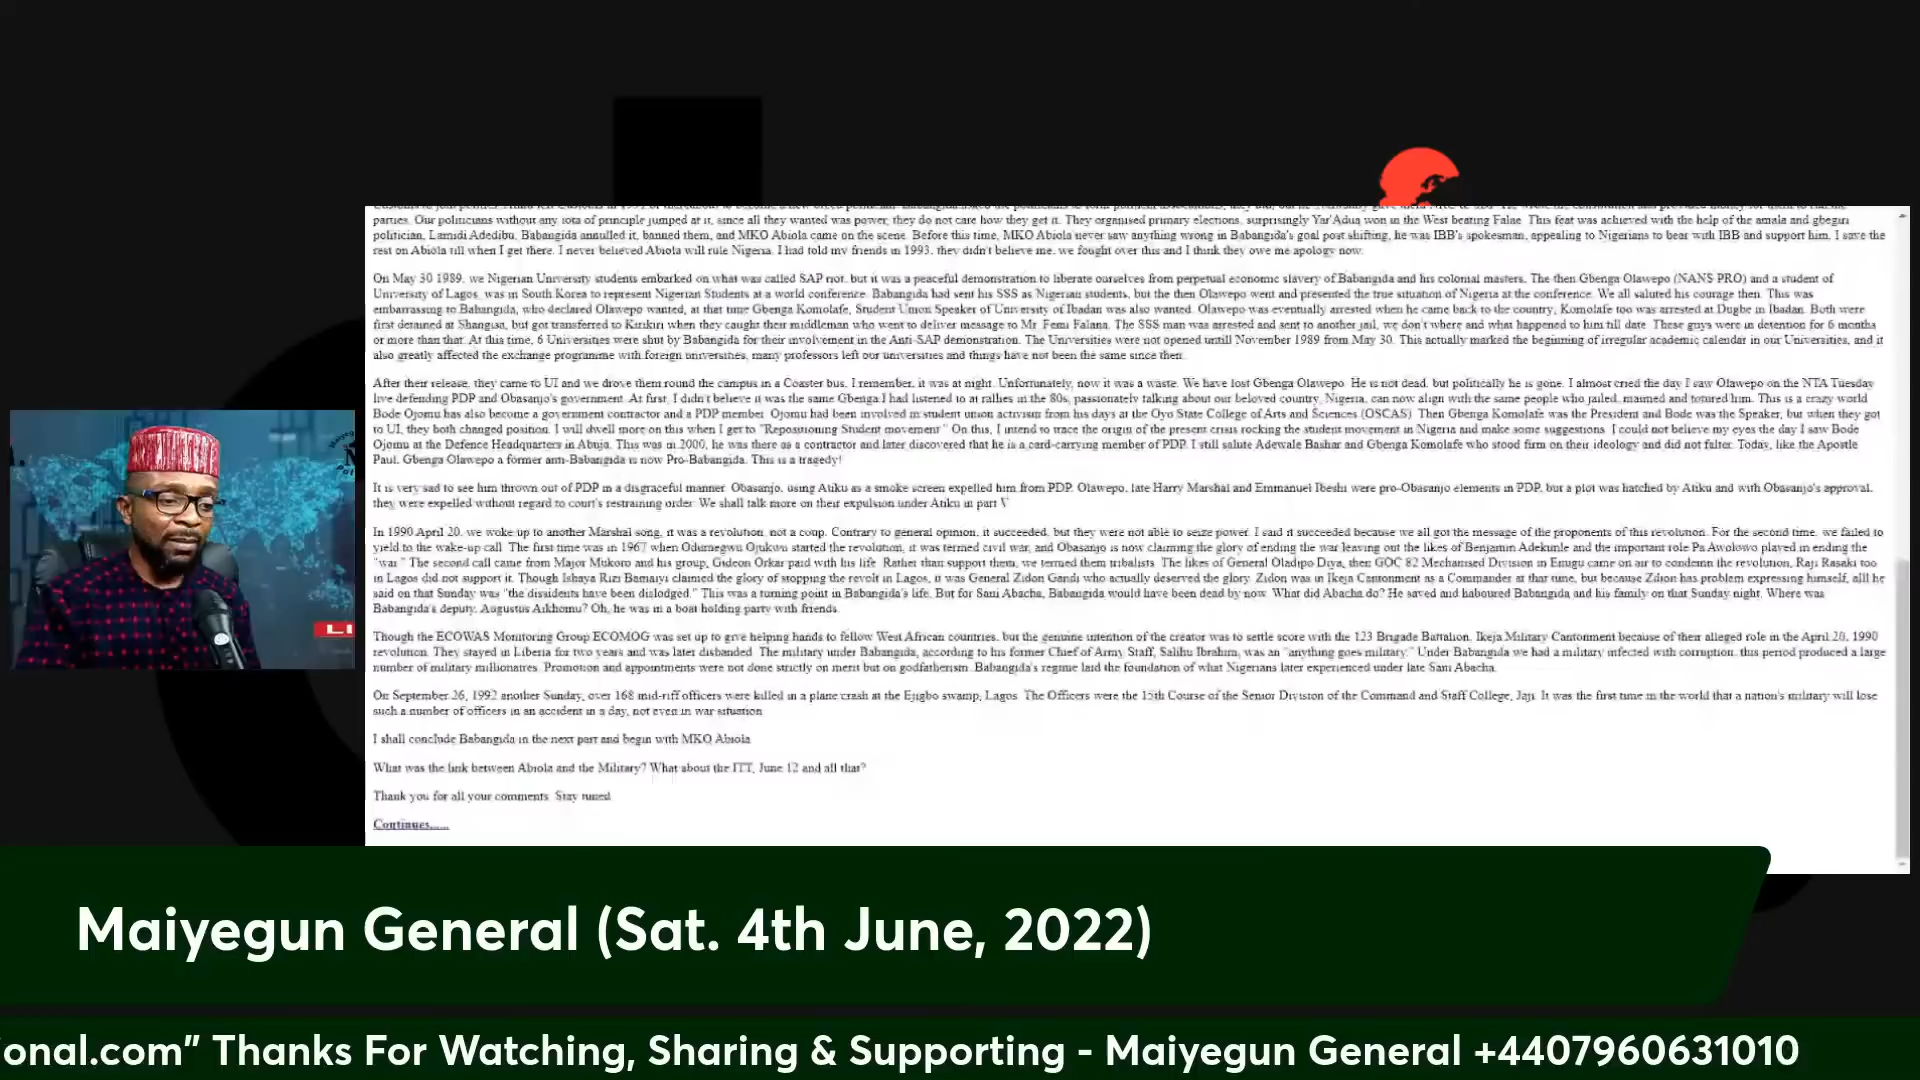 parties. Our politicians without any iota of principle jumped at it, since all they wanted was power, they do not care how they get it. They organised primary elections, surprisingly Yar'Adua won in the West beating Falae. This feat was achieved with the help of the amala and gbegiri
politician, Lamidi Adedibu. Babangida annulled it, banned them, and MKO Abiola came on the scene. Before this time, MKO Abiola never saw anything wrong in Babangida's goal post shifting, he was IBB's spokesman, appealing to Nigerians to bear with IBB and support him, I save the
rest on Abiola till when I get there. I never believed Abiola will rule Nigeria. I had told my friends in 1993, they didn't believe me, we fought over this and I think they owe me apology now.
On May 30 1989, we Nigerian University students embarked on what was called SAP riot, but it was a peaceful demonstration to liberate ourselves from perpetual economic slavery of Babangida and his colonial masters. The then Gbenga Olawepo (NANS PRO) and a student of
University of Lagos, was in South Korea to represent Nigerian Students at a world conference. Babangida had sent his SSS as Nigerian students, but the then Olawepo went and presented the true situation of Nigeria at the conference. We all saluted his courage then. This was
embarrassing to Babangida, who declared Olawepo wanted, at that time Gbenga Komolafe, Student Union Speaker of University of Ibadan was also wanted. Olawepo was eventually arrested when he came back to the country, Komolafe too was arrested at Dugbe in Ibadan. Both were
first detained at Shangisa, but got transferred to Kirikiri when they caught their middleman who went to deliver message to Mr. Femi Falana. The SSS man was arrested and sent to another jail, we don't where and what happened to him till date. These guys were in detention for 6 months
or more than that. At this time, 6 Universities were shut by Babangida for their involvement in the Anti-SAP demonstration. The Universities were not opened untill November 1989 from May 30. This actually marked the beginning of irregular academic calendar in our Universities, and it
also greatly affected the exchange programme with foreign universities, many professors left our universities and things have not been the same since then.
After their release, they came to UI and we drove them round the campus in a Coaster bus, I remember, it was at night. Unfortunately, now it was a waste. We have lost Gbenga Olawepo. He is not dead, but politically he is gone. I almost cried the day I saw Olawepo on the NTA Tuesday
live defending PDP and Obasanjo's government. At first, I didn't believe it was the same Gbenga I had listened to at rallies in the 80s, passionately talking about our beloved country, Nigeria, can now align with the same people who jailed, maimed and totured him. This is a crazy world
Bode Ojomu has also become a government contractor and a PDP member. Ojomu had been involved in student union activism from his days at the Oyo State College of Arts and Sciences (OSCAS). Then Gbenga Komolafe was the President and Bode was the Speaker, but when they got
to UI, they both changed position. I will dwell more on this when I get to "Repositioning Student movement." On this, I intend to trace the origin of the present crisis rocking the student movement in Nigeria and make some suggestions. I could not believe my eyes the day I saw Bode
Ojomu at the Defence Headquarters in Abuja. This was in 2000, he was there as a contractor and later discovered that he is a card-carrying member of PDP. I still salute Adewale Bashar and Gbenga Komolafe who stood firm on their ideology and did not falter. Today, like the Apostle
Paul, Gbenga Olawepo a former anti-Babangida is now Pro-Babangida. This is a tragedy!
It is very sad to see him thrown out of PDP in a disgraceful manner. Obasanjo, using Atiku as a smoke screen expelled him from PDP. Olawepo, late Harry Marshal and Emmanuel Ibeshi were pro-Obasanjo elements in PDP, but a plot was hatched by Atiku and with Obasanjo's approval,
they were expelled without regard to court's restraining order. We shall talk more on their expulsion under Atiku in part V
In 1990 April 20, we woke up to another Marshal song, it was a revolution, not a coup. Contrary to general opinion, it succeeded, but they were not able to seize power. I said it succeeded because we all got the message of the proponents of this revolution. For the second time, we failed to
yield to the wake-up call. The first time was in 1967 when Odumegwu Ojukwu started the revolution, it was termed civil war, and Obasanjo is now claiming the glory of ending the war leaving out the likes of Benjamin Adekunle and the important role Pa Awolowo played in ending the
"war." The second call came from Major Mukoro and his group, Gideon Orkar paid with his life. Rather than support them, we termed them tribalists. The likes of General Oladipo Diya, then GOC 82 Mechanised Division in Enugu came on air to condemn the revolution, Raji Rasaki too
in Lagos did not support it. Though Ishaya Rizi Bamaiyi claimed the glory of stopping the revolt in Lagos, it was General Zidon Gandi who actually deserved the glory. Zidon was in Ikeja Cantonment as a Commander at that time, but because Zdion has problem expressing himself, alll he
said on that Sunday was "the dissidents have been dislodged." This was a turning point in Babangida's life. But for Sani Abacha, Babangida would have been dead by now. What did Abacha do? He saved and haboured Babangida and his family on that Sunday night. Where was
Babangida's deputy, Augustus Aikhomu? Oh, he was in a boat holding party with friends.
Though the ECOWAS Monitoring Group ECOMOG was set up to give helping hands to fellow West African countries, but the genuine intention of the creator was to settle score with the 123 Brigade Battalion, Ikeja Military Cantonment because of their alleged role in the April 20, 1990
revolution. They stayed in Liberia for two years and was later disbanded. The military under Babangida, according to his former Chief of Army Staff, Salihu Ibrahim, was an "anything goes military." Under Babangida we had a military infected with corruption, this period produced a large
number of military millionaires. Promotion and appointments were not done strictly on merit but on godfatherism. Babangida's regime laid the foundation of what Nigerians later experienced under late Sani Abacha.
On September 26, 1992 another Sunday, over 168 mid-riff officers were killed in a plane crash at the Ejigbo swamp, Lagos. The Officers were the 15th Course of the Senior Division of the Command and Staff College, Jaji. It was the first time in the world that a nation's military will lose
such a number of officers in an accident in a day, not even in war situation
I shall conclude Babangida in the next part and begin with MKO Abiola
What was the link between Abiola and the Military? What about the ITT, June 12 and all that?
Thank you for all your comments. Stay tuned.
Continues......
LI
Maiyegun General (Sat. 4th June, 2022)
onal.com" Thanks For Watching, Sharing & Supporting - Maiyegun General +4407960631010